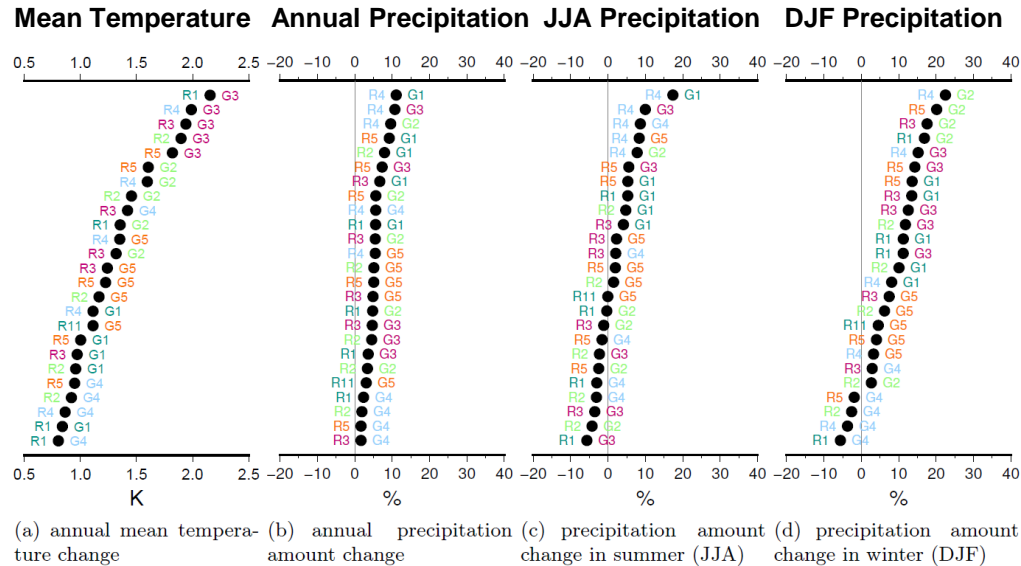 Mean Temperature
0.5 1.0 1.5 2.0 2.5
R1 G3
R4 G3
R3 G3
R2 G3
R5 G3
R5 G2
R4 G2
R2 G2
R3 G4
R1 G2
R4 G5
R3 G2
R3 G5
R5 G5
R2 G5
R4 G1
R11 G5
R5 G1
R3 G1
R2 G1
R5 G4
R2 G4
R4 G4
R1 G1
R1 G4
0.5 1.0 1.5 2.0 2.5
K
(a) annual mean tempera-
ture change
Annual Precipitation
−20 −10 0 10 20 30 40
R4 G1
R4 G3
R4 G2
R5 G1
R2 G1
R5 G3
R3 G1
R5 G2
R4 G4
R1 G1
R3 G2
R4 G5
R2 G5
R5 G5
R3 G5
R1 G2
R3 G3
R2 G3
R1 G3
R2 G2
R11 G5
R1 G4
R2 G4
R5 G4
R3 G4
−20 −10 0 10 20 30 40
%
(b) annual precipitation
amount change
JJA Precipitation
−20 −10 0 10 20 30 40
R4 G1
R4 G3
R4 G4
R4 G5
R4 G2
R5 G3
R5 G1
R1 G1
R2 G1
R3 G1
R3 G5
R3 G4
R5 G5
R2 G5
R11 G5
R1 G2
R3 G2
R5 G4
R2 G3
R5 G2
R1 G4
R2 G4
R3 G3
R2 G2
R1 G3
−20 −10 0 10 20 30 40
%
(c) precipitation amount
change in summer (JJA)
DJF Precipitation
−20 −10 0 10 20 30 40
R4 G2
R5 G2
R3 G2
R1 G2
R4 G3
R5 G3
R5 G1
R3 G1
R3 G3
R2 G3
R1 G1
R1 G3
R2 G1
R4 G1
R3 G5
R2 G5
R11 G5
R5 G5
R4 G5
R3 G4
R2 G2
R5 G4
R2 G4
R4 G4
R1 G4
−20 −10 0 10 20 30 40
%
(d) precipitation amount
change in winter (DJF)